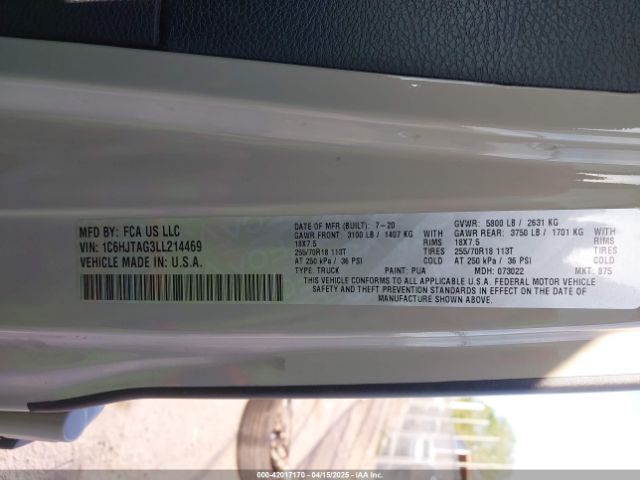 MFD BY: FCA US LLC
VIN: 1C6HJTAG3LL214469
VEHICLE MADE IN: U.S.A.
DATE OF MFR (BUILT): 7-20 GVWR: 5800 LB / 2631 KG
GAWR FRONT: 3100 LB / 1407 KG WITH GAWR REAR: 3750 LB / 1701 KG WITH
18X7.5 RIMS 18X7.5 RIMS
255/70R18 113T 255/70R18 113T
AT 250 kPa / 36 PSI COLD AT 250 kPa / 36 PSI COLD
TYPE: TRUCK PAINT: PUA MDH: 073022 MKT: 875
THIS VEHICLE CONFORMS TO ALL APPLICABLE U.S.A. FEDERAL MOTOR VEHICLE
SAFETY AND THEFT PREVENTION STANDARDS IN EFFECT ON THE DATE OF
MANUFACTURE SHOWN ABOVE.
000-42017170 - 04/15/2025 - IAAI.COM